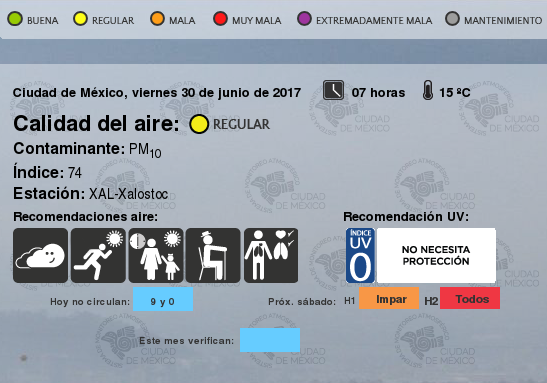 BUENA REGULAR MALA MUY MALA EXTREMADAMENTE MALA MANTENIMIENTO
Ciudad de México, viernes 30 de junio de 2017 07 horas 15 ºC
Calidad del aire: REGULAR
Contaminante: PM10
Índice: 74
Estación: XAL-Xalostoc
Recomendaciones aire: Recomendación UV:
ÍNDICE
UV
0
NO NECESITA
PROTECCIÓN
Hoy no circulan: 9 y 0 Próx. sábado: H1 Impar H2 Todos
Este mes verifican: